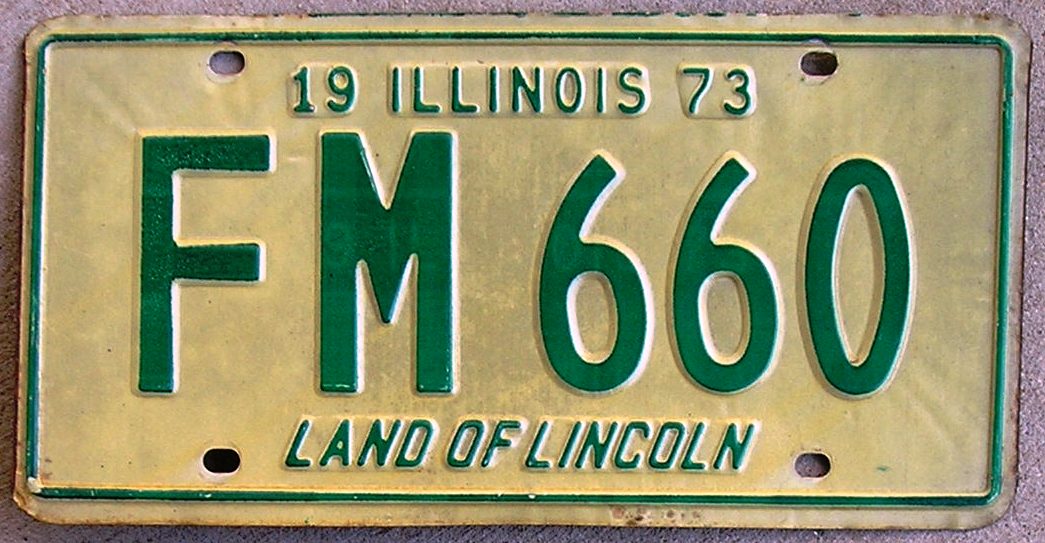 19 ILLINOIS 73
FM 660
LAND OF LINCOLN